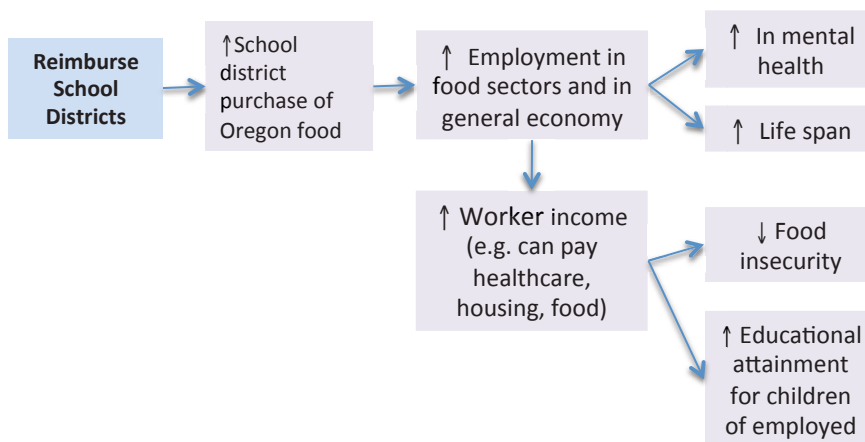 Reimburse
School
Districts
↑School
district
purchase of
Oregon food
↑ Employment in
food sectors and in
general economy
↑ In mental
health
↑ Life span
↑ Worker income
(e.g. can pay
healthcare,
housing, food)
↓ Food
insecurity
↑ Educational
attainment
for children
of employed